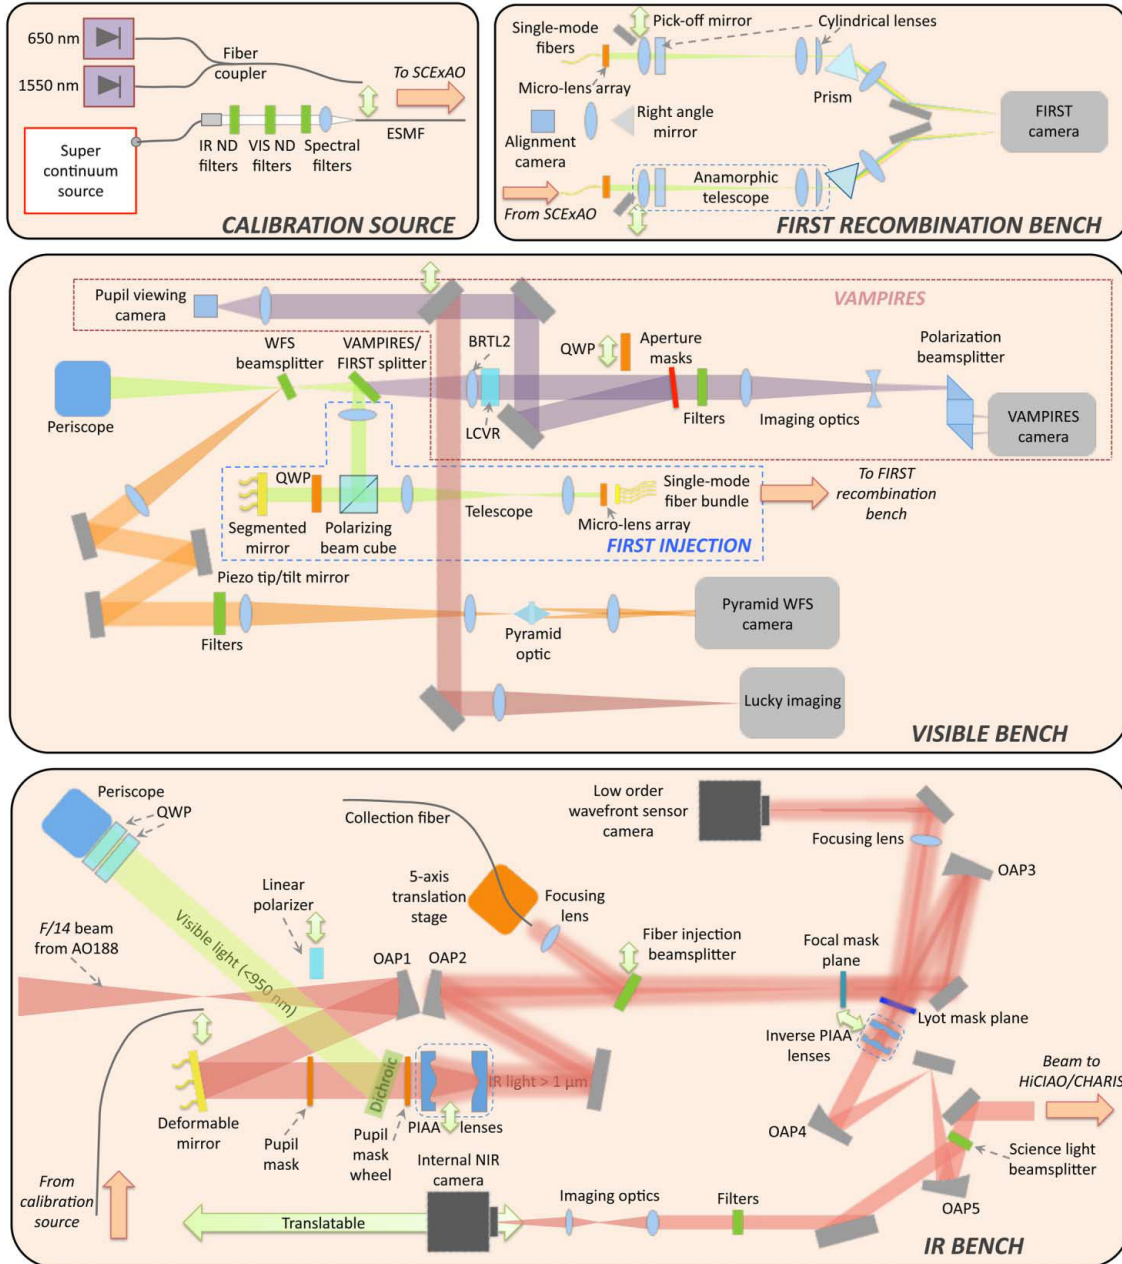 650 nm
1550 nm
Fiber
coupler
To SCExAO
Super
continuum
source
IR ND
filters
VIS ND
filters
Spectral
filters
ESMF
CALIBRATION SOURCE
Single-mode
fibers
Pick-off mirror
Cylindrical lenses
Micro-lens array
Prism
Right angle
mirror
Alignment
camera
FIRST
camera
From SCExAO
Anamorphic
telescope
FIRST RECOMBINATION BENCH
Pupil viewing
camera
VAMPIRES
WFS
beamsplitter
VAMPIRES/
FIRST splitter
BRTL2
QWP
Aperture
masks
Polarization
beamsplitter
Periscope
LCVR
Filters
Imaging optics
VAMPIRES
camera
QWP
Segmented
mirror
Polarizing
beam cube
Telescope
Single-mode
fiber bundle
Micro-lens array
To FIRST
recombination
bench
FIRST INJECTION
Piezo tip/tilt mirror
Filters
Pyramid
optic
Pyramid WFS
camera
Lucky imaging
VISIBLE BENCH
Periscope
QWP
Collection fiber
Low order
wavefront sensor
camera
Focusing lens
OAP3
5-axis
translation
stage
Focusing
lens
Linear
polarizer
F/14 beam
from AO188
Visible light (<950 nm)
OAP1
OAP2
Fiber injection
beamsplitter
Focal mask
plane
Lyot mask plane
Inverse PIAA
lenses
Dichroic
IR light > 1 μm
Deformable
mirror
Pupil
mask
Pupil
mask
wheel
PIAA lenses
OAP4
Beam to
HiCIAO/CHARIS
Science light
beamsplitter
OAP5
From
calibration
source
Internal NIR
camera
Translatable
Imaging optics
Filters
IR BENCH